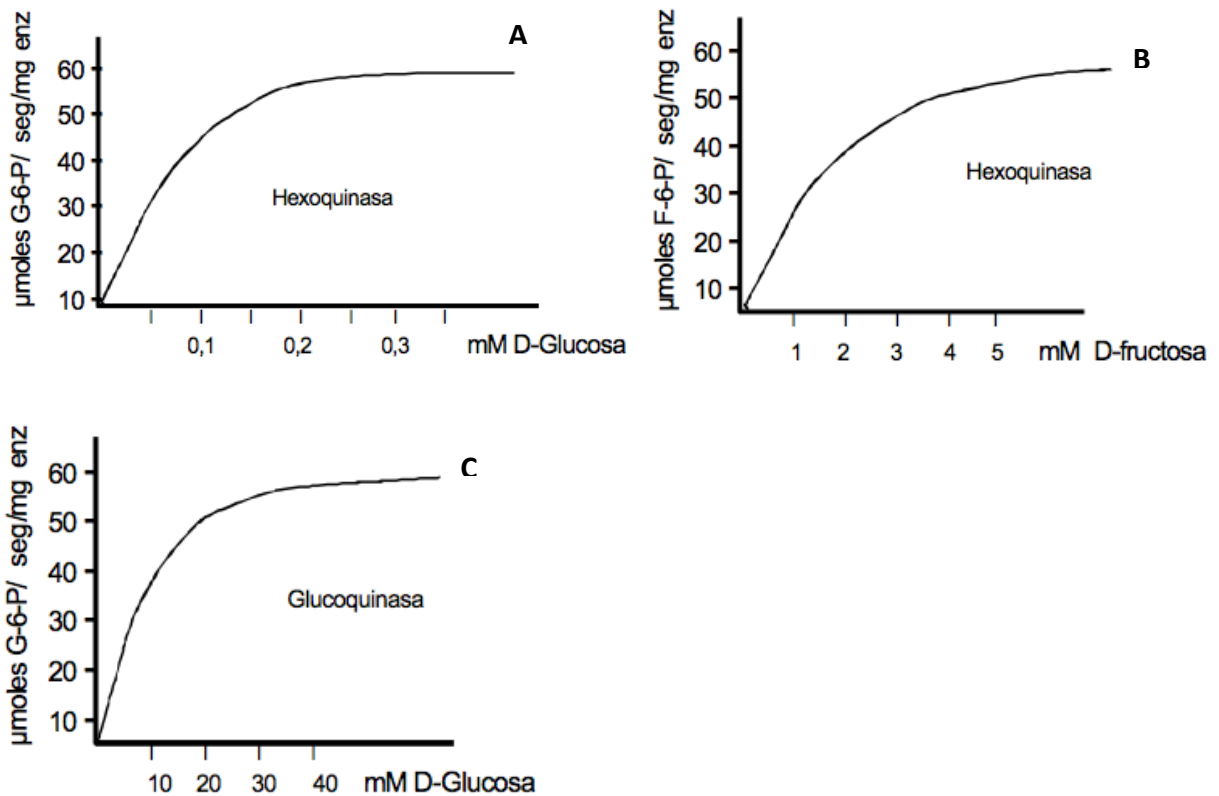 A
µmoles G-6-P/ seg/mg enz
60
50
40
30
20
10
Hexoquinasa
0,1 0,2 0,3 mM D-Glucosa
B
µmoles F-6-P/ seg/mg enz
60
50
40
30
20
10
Hexoquinasa
1 2 3 4 5 mM D-fructosa
C
µmoles G-6-P/ seg/mg enz
60
50
40
30
20
10
Glucoquinasa
10 20 30 40 mM D-Glucosa